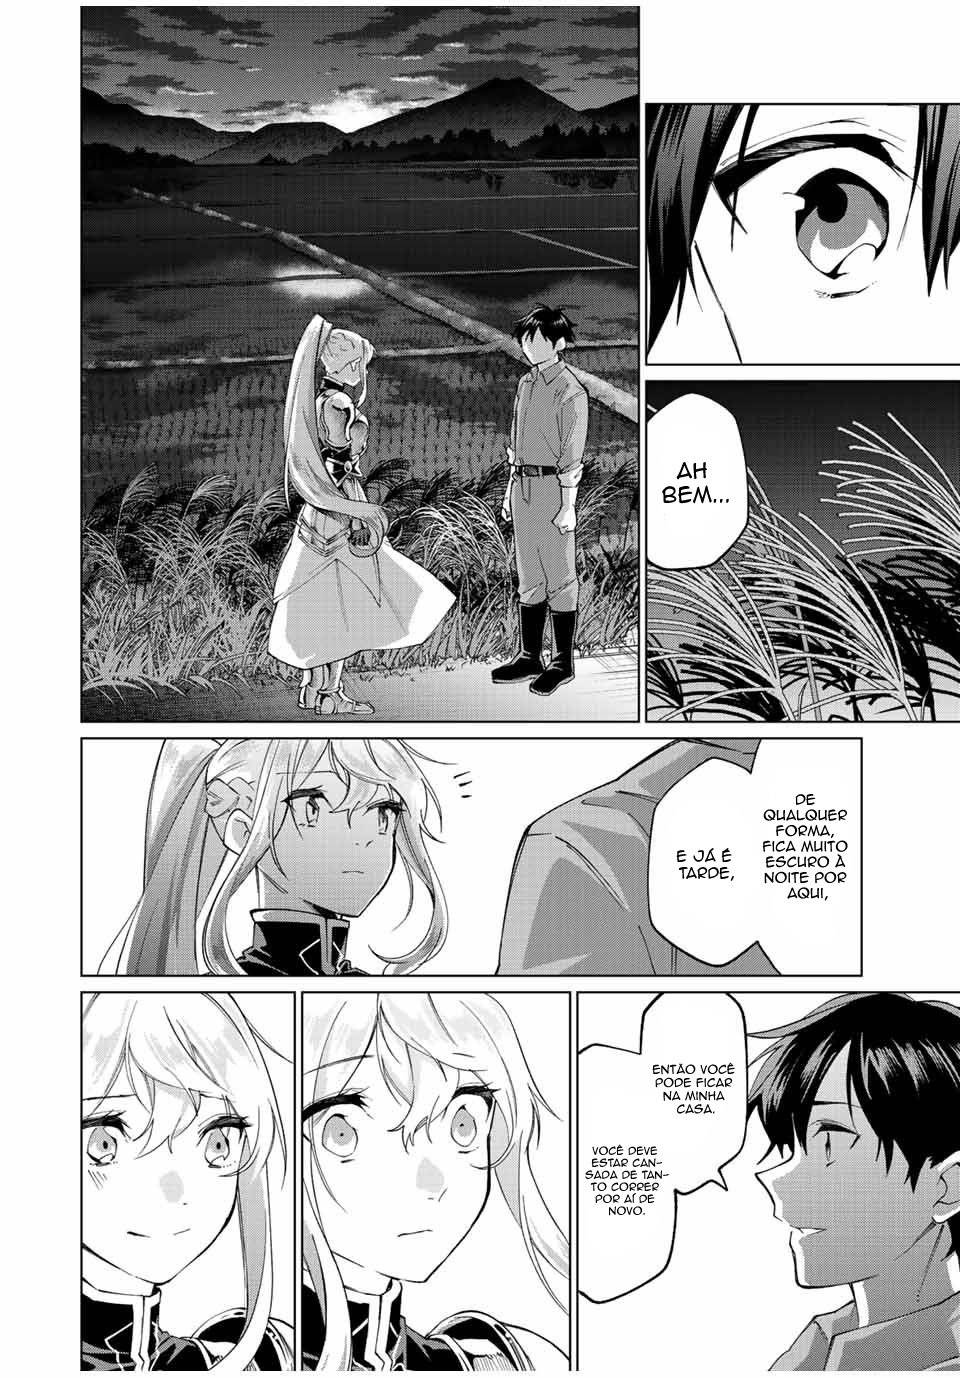 AH
BEM...
DE
QUALQUER
FORMA,
FICA MUITO
ESCURO À
NOITE POR
AQUI,
E JÁ É
TARDE,
ENTÃO VOCÊ
PODE FICAR
NA MINHA
CASA.
VOCÊ DEVE
ESTAR CAN-
SADA DE TAN-
TO CORRER
POR AÍ DE
NOVO.